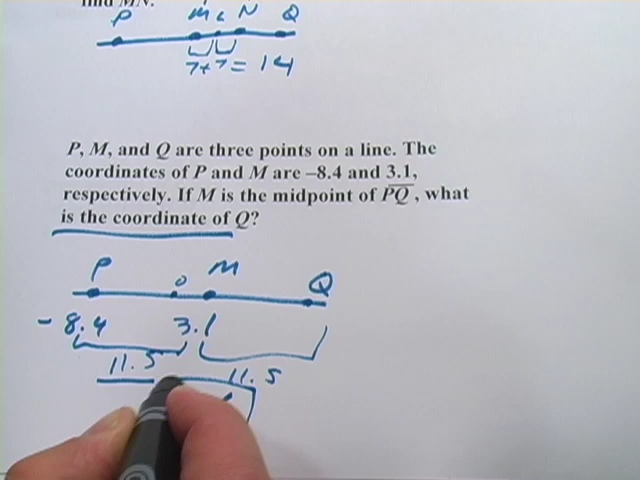 find MN.
P M L N Q
7+7 = 14
P, M, and Q are three points on a line. The
coordinates of P and M are –8.4 and 3.1,
respectively. If M is the midpoint of PQ, what
is the coordinate of Q?
P 0 M Q
-8.4 3.1
11.5 11.5